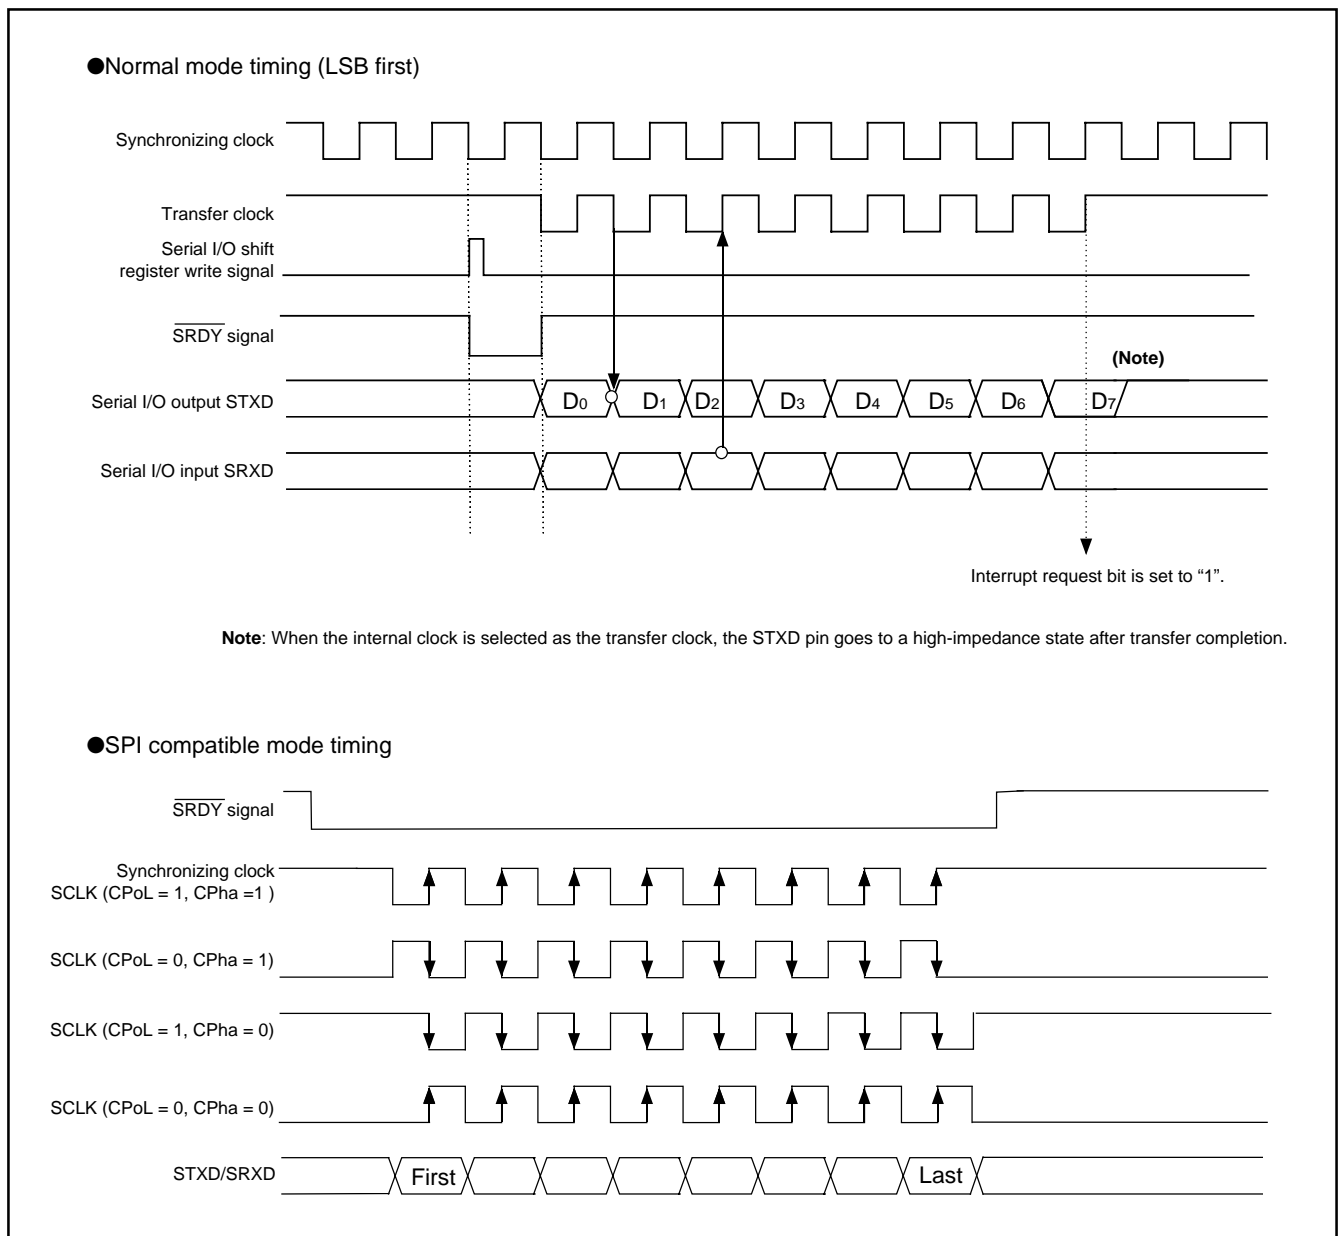 ●Normal mode timing (LSB first)
Synchronizing clock
Transfer clock
Serial I/O shift
register write signal
SRDY signal
(Note)
Serial I/O output STXD
D0 D1 D2 D3 D4 D5 D6 D7
Serial I/O input SRXD
Interrupt request bit is set to “1”.
Note: When the internal clock is selected as the transfer clock, the STXD pin goes to a high-impedance state after transfer completion.
●SPI compatible mode timing
SRDY signal
Synchronizing clock
SCLK (CPoL = 1, CPha =1 )
SCLK (CPoL = 0, CPha = 1)
SCLK (CPoL = 1, CPha = 0)
SCLK (CPoL = 0, CPha = 0)
STXD/SRXD
First
Last